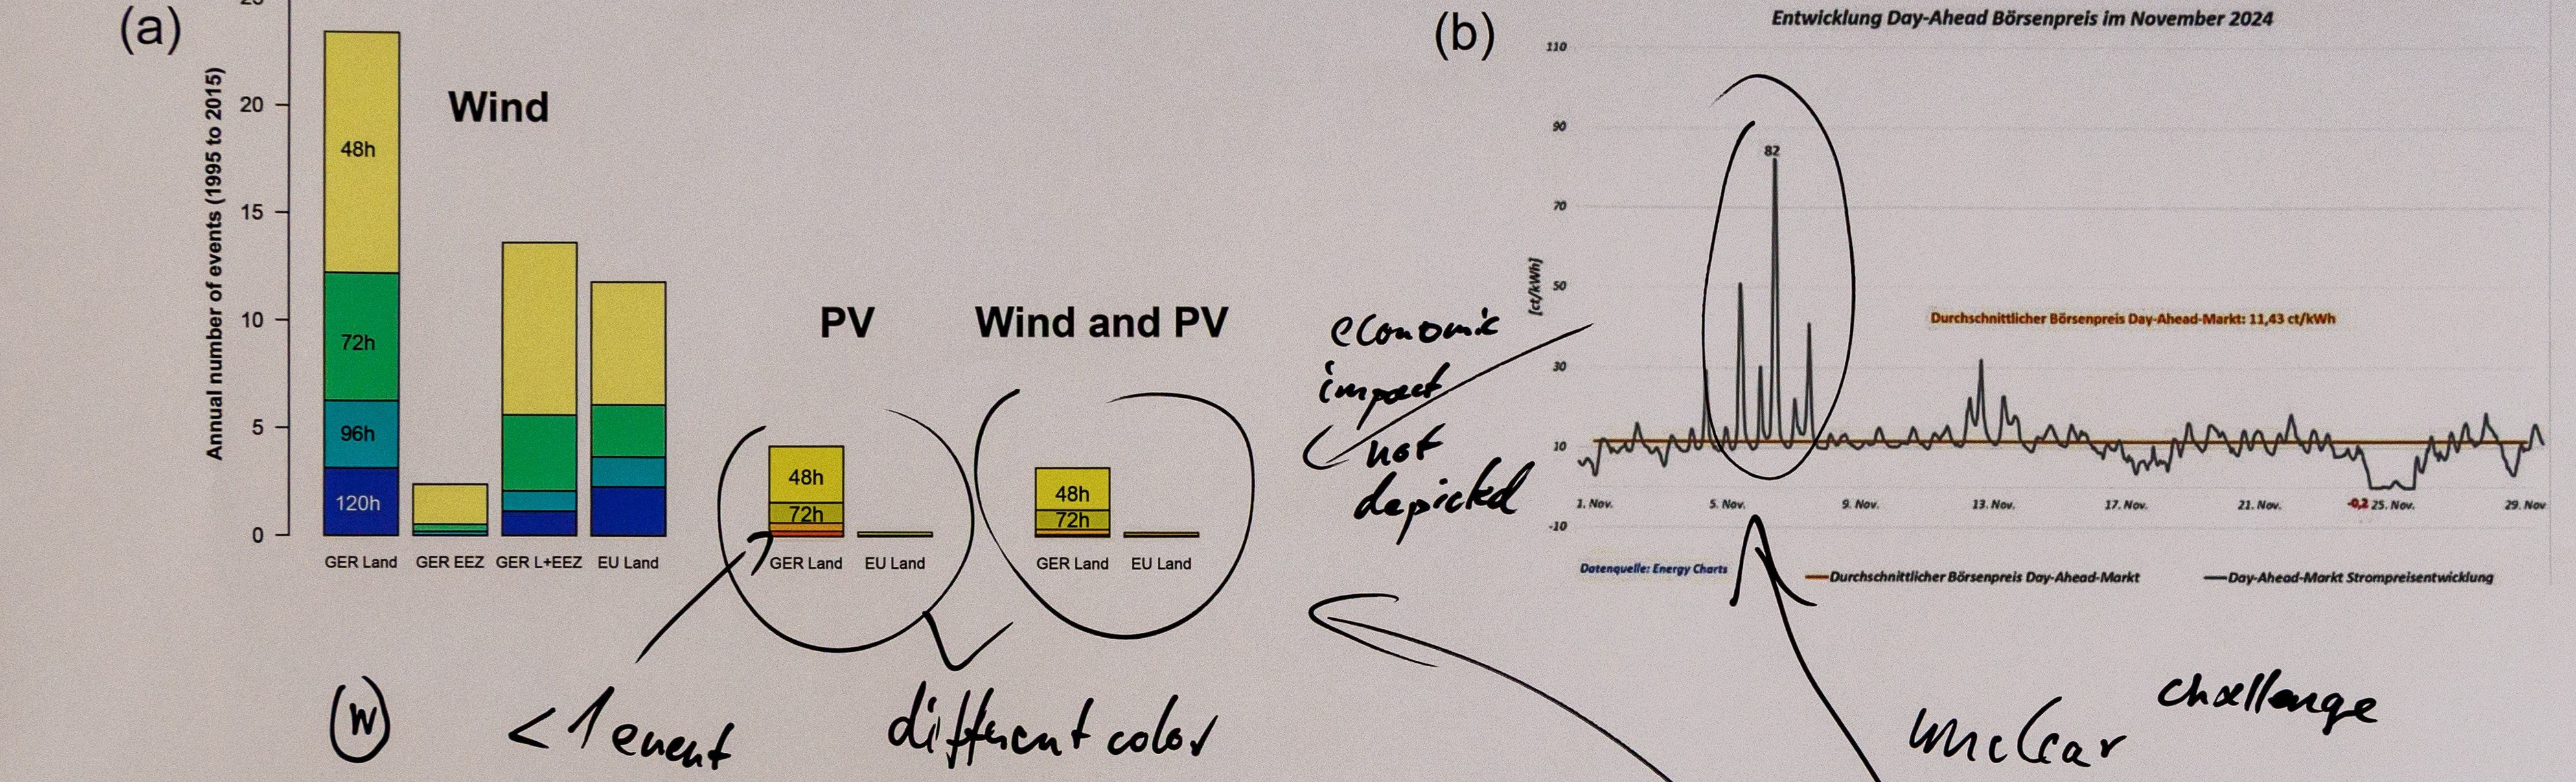 (a)
25
20
15
10
5
0
Annual number of events (1995 to 2015)
Wind
48h
72h
96h
120h
GER Land GER EEZ GER L+EEZ EU Land
PV
48h
72h
GER Land EU Land
Wind and PV
48h
72h
GER Land EU Land
economic
impact
not
depicted
(b)
Entwicklung Day-Ahead Börsenpreis im November 2024
[ct/kWh]
110
90
70
50
30
10
-10
82
Durchschnittlicher Börsenpreis Day-Ahead-Markt: 11,43 ct/kWh
1. Nov. 5. Nov. 9. Nov. 13. Nov. 17. Nov. 21. Nov. -0,2 25. Nov. 29. Nov
Datenquelle: Energy Charts
Durchschnittlicher Börsenpreis Day-Ahead-Markt
Day-Ahead-Markt Strompreisentwicklung
W
< 1 event
different color
unclear
challenge